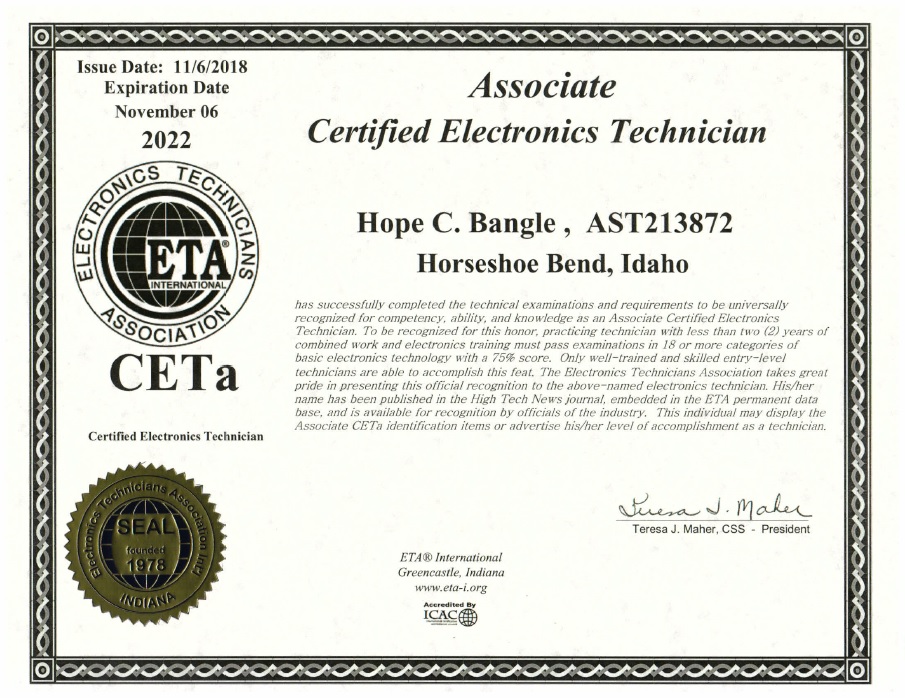 Issue Date: 11/6/2018
Expiration Date
November 06
2022
ELECTRONICS TECHNICIANS
ETA®
INTERNATIONAL
ASSOCIATION
CETa
Certified Electronics Technician
Electronics Technicians Association Intl
SEAL
founded
1978
INDIANA
Associate
Certified Electronics Technician
Hope C. Bangle , AST213872
Horseshoe Bend, Idaho
has successfully completed the technical examinations and requirements to be universally
recognized for competency, ability, and knowledge as an Associate Certified Electronics
Technician. To be recognized for this honor, practicing technician with less than two (2) years of
combined work and electronics training must pass examinations in 18 or more categories of
basic electronics technology with a 75% score. Only well-trained and skilled entry-level
technicians are able to accomplish this feat. The Electronics Technicians Association takes great
pride in presenting this official recognition to the above-named electronics technician. His/her
name has been published in the High Tech News journal, embedded in the ETA permanent data
base, and is available for recognition by officials of the industry. This individual may display the
Associate CETa identification items or advertise his/her level of accomplishment as a technician.
Teresa J. Maher
Teresa J. Maher, CSS - President
ETA® International
Greencastle, Indiana
www.eta-i.org
Accredited By
ICAC